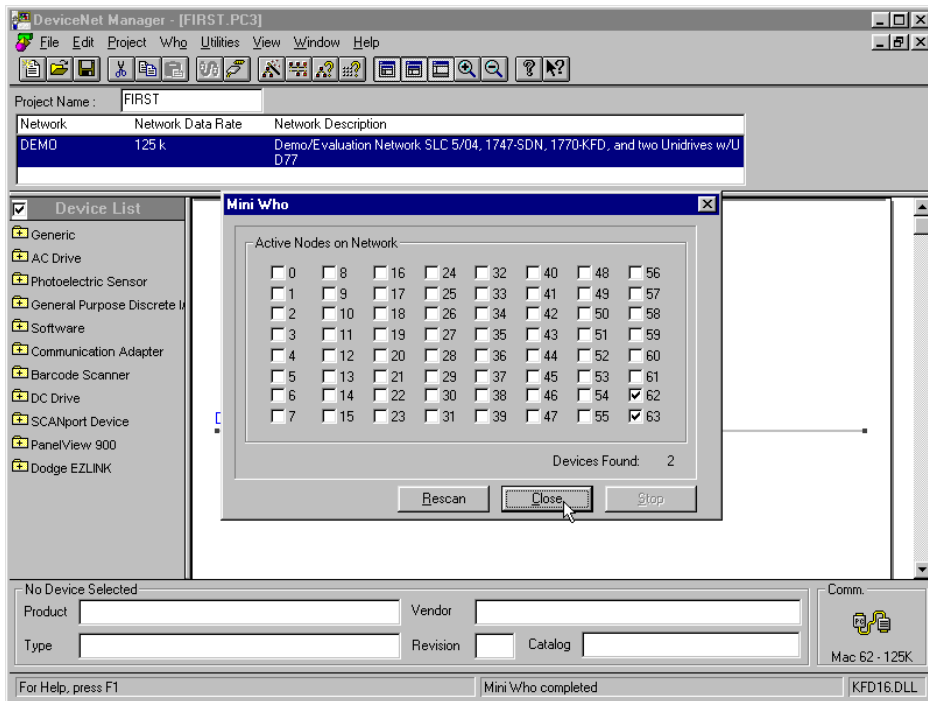 DeviceNet Manager - [FIRST.PC3]
File Edit Project Who Utilities View Window Help
Project Name : FIRST
Network Network Data Rate Network Description
DEMO 125 k Demo/Evaluation Network SLC 5/04, 1747-SDN, 1770-KFD, and two Unidrives w/U
D77
Device List
Generic
AC Drive
Photoelectric Sensor
General Purpose Discrete I/
Software
Communication Adapter
Barcode Scanner
DC Drive
SCANport Device
PanelView 900
Dodge EZLINK
Mini Who
Active Nodes on Network
0 8 16 24 32 40 48 56
1 9 17 25 33 41 49 57
2 10 18 26 34 42 50 58
3 11 19 27 35 43 51 59
4 12 20 28 36 44 52 60
5 13 21 29 37 45 53 61
6 14 22 30 38 46 54 62
7 15 23 31 39 47 55 63
Devices Found: 2
Rescan Close Stop
No Device Selected
Product Vendor
Type Revision Catalog
Comm.
Mac 62 - 125K
For Help, press F1 Mini Who completed KFD16.DLL